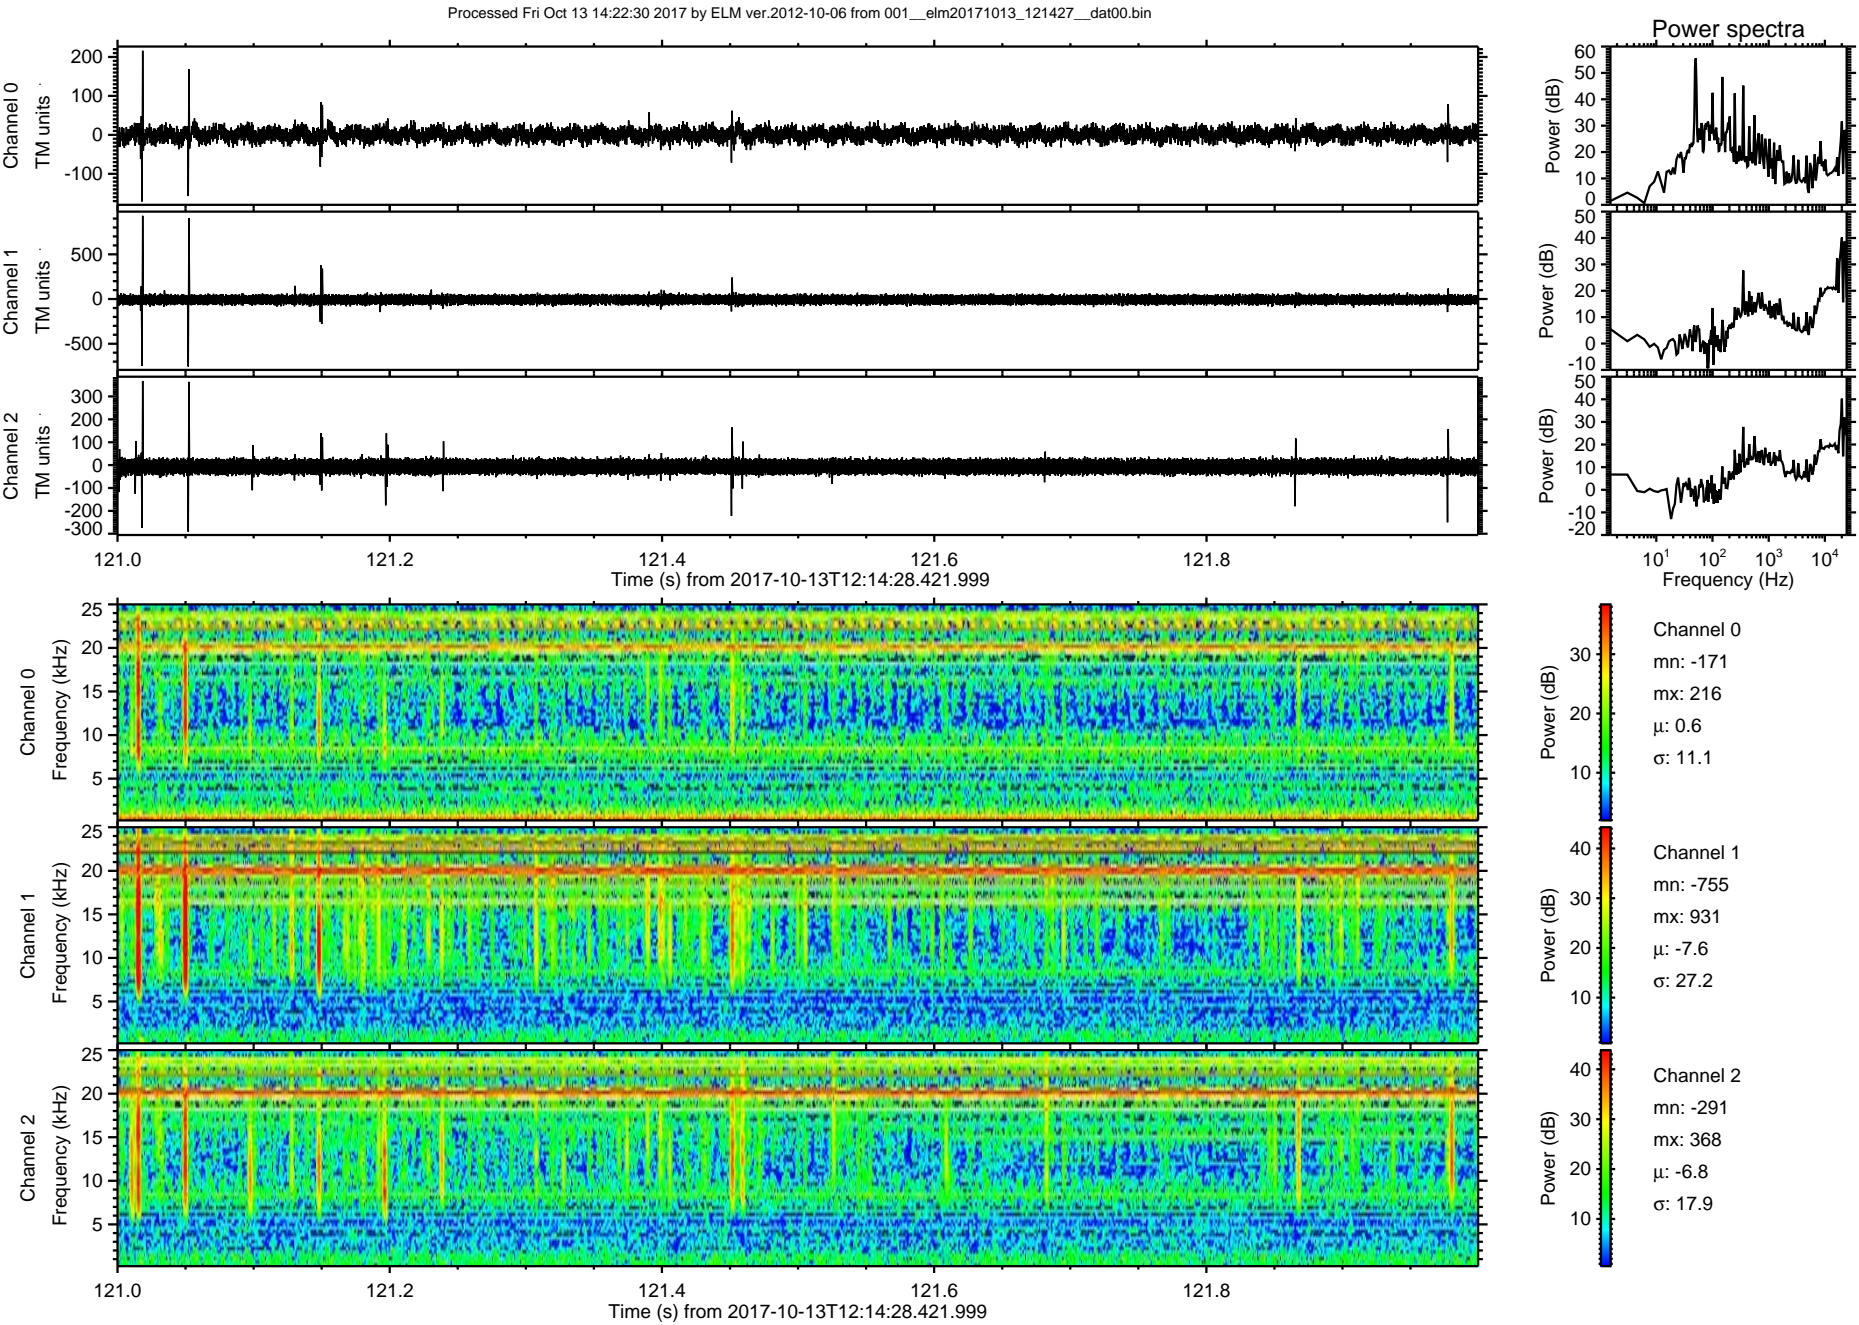 Processed Fri Oct 13 14:22:30 2017 by ELM ver.2012-10-06 from 001__elm20171013_121427__dat00.bin
Power spectra
Channel 0
TM units
200
100
0
-100
Power (dB)
60
50
40
30
20
10
0
Channel 1
TM units
500
0
-500
Power (dB)
50
40
30
20
10
0
-10
Channel 2
TM units
300
200
100
0
-100
-200
-300
Power (dB)
50
40
30
20
10
0
-10
-20
121.0 121.2 121.4 121.6 121.8
Time (s) from 2017-10-13T12:14:28.421.999
10¹ 10² 10³ 10⁴
Frequency (Hz)
Channel 0
Frequency (kHz)
25
20
15
10
5
Power (dB)
30
20
10
Channel 0
mn: -171
mx: 216
μ: 0.6
σ: 11.1
Channel 1
Frequency (kHz)
25
20
15
10
5
Power (dB)
40
30
20
10
Channel 1
mn: -755
mx: 931
μ: -7.6
σ: 27.2
Channel 2
Frequency (kHz)
25
20
15
10
5
Power (dB)
40
30
20
10
Channel 2
mn: -291
mx: 368
μ: -6.8
σ: 17.9
121.0 121.2 121.4 121.6 121.8
Time (s) from 2017-10-13T12:14:28.421.999